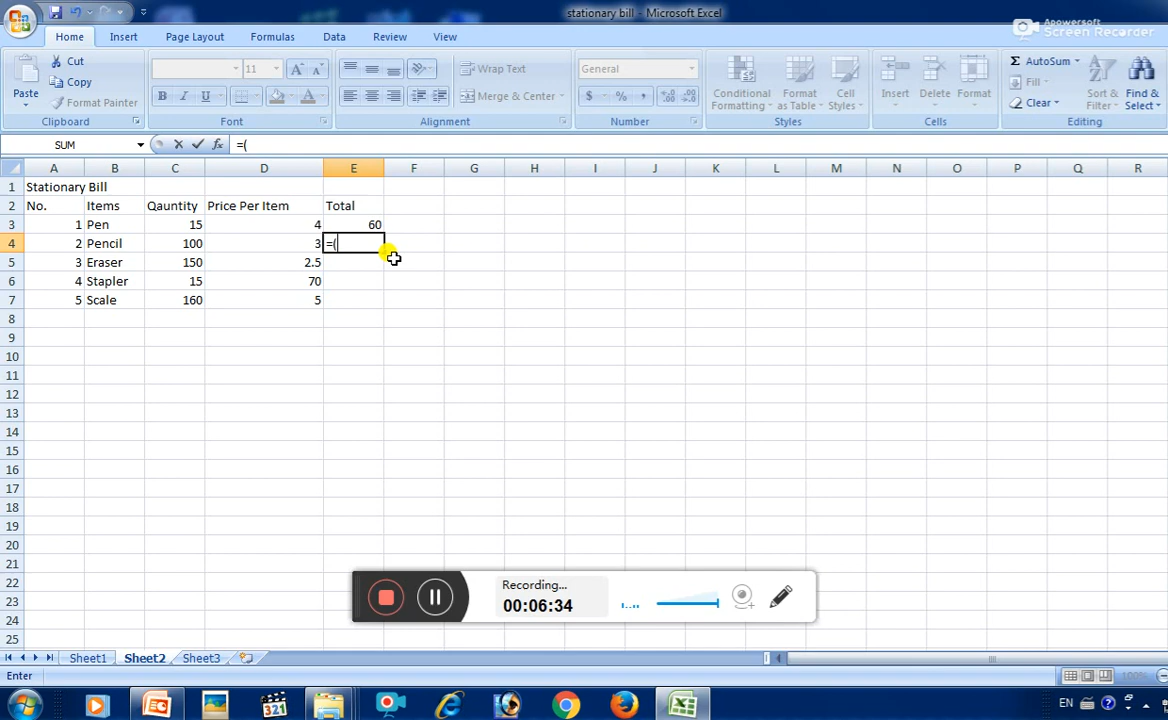 stationary bill - Microsoft Excel
Apowersoft
Screen Recorder
Home Insert Page Layout Formulas Data Review View
Paste Cut Copy Format Painter
11
Wrap Text
Merge & Center
General
$ % ,
Conditional Formatting Format as Table Cell Styles
Insert Delete Format
Σ AutoSum Fill Clear
Sort & Filter Find & Select
B I U A
Clipboard Font Alignment Number Styles Cells Editing
SUM fx =(
A B C D E F G H I J K L M N O P Q R
1 Stationary Bill
2 No. Items Qauntity Price Per Item Total
3 1 Pen 15 4 60
4 2 Pencil 100 3 =(
5 3 Eraser 150 2.5
6 4 Stapler 15 70
7 5 Scale 160 5
8
9
10
11
12
13
14
15
16
17
18
19
20
21
22
23
24
25
Recording...
00:06:34
Sheet1 Sheet2 Sheet3
Enter 100%
321
EN